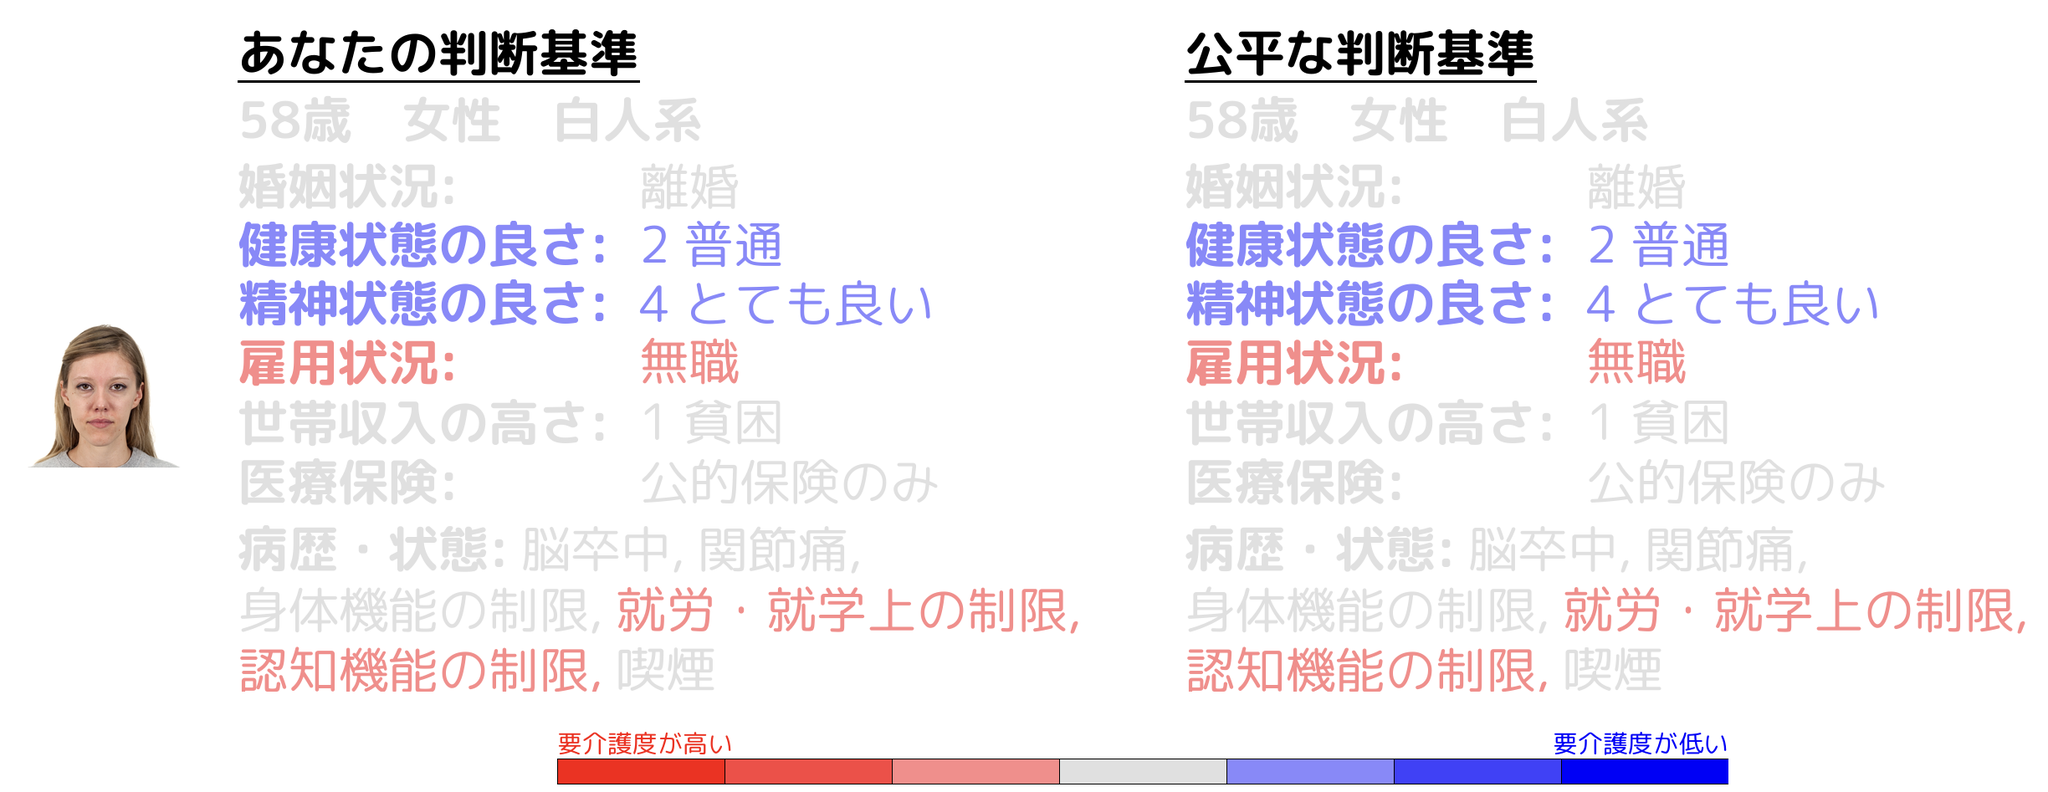 あなたの判断基準
58歳　女性　白人系
婚姻状況: 離婚
健康状態の良さ: 2 普通
精神状態の良さ: 4 とても良い
雇用状況: 無職
世帯収入の高さ: 1 貧困
医療保険: 公的保険のみ
病歴・状態: 脳卒中, 関節痛,
身体機能の制限, 就労・就学上の制限,
認知機能の制限, 喫煙
公平な判断基準
58歳　女性　白人系
婚姻状況: 離婚
健康状態の良さ: 2 普通
精神状態の良さ: 4 とても良い
雇用状況: 無職
世帯収入の高さ: 1 貧困
医療保険: 公的保険のみ
病歴・状態: 脳卒中, 関節痛,
身体機能の制限, 就労・就学上の制限,
認知機能の制限, 喫煙
要介護度が高い
要介護度が低い